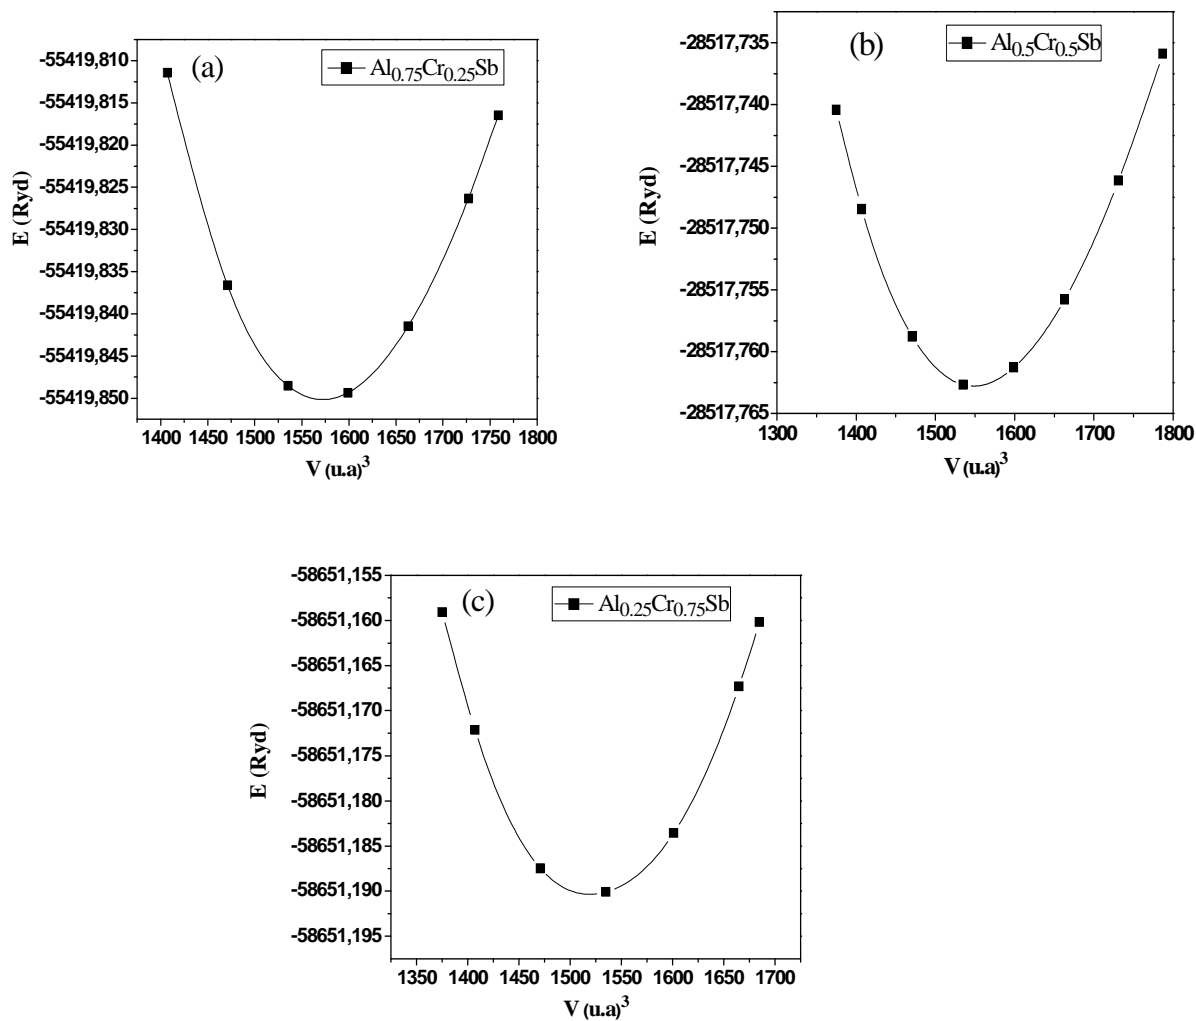 (a)
Al0.75Cr0.25Sb
-55419,810
-55419,815
-55419,820
-55419,825
-55419,830
-55419,835
-55419,840
-55419,845
-55419,850
E (Ryd)
1400 1450 1500 1550 1600 1650 1700 1750 1800
V (u.a)^3
(b)
Al0.5Cr0.5Sb
-28517,735
-28517,740
-28517,745
-28517,750
-28517,755
-28517,760
-28517,765
E (Ryd)
1300 1400 1500 1600 1700 1800
V (u.a)^3
(c)
Al0.25Cr0.75Sb
-58651,155
-58651,160
-58651,165
-58651,170
-58651,175
-58651,180
-58651,185
-58651,190
-58651,195
E (Ryd)
1350 1400 1450 1500 1550 1600 1650 1700
V (u.a)^3